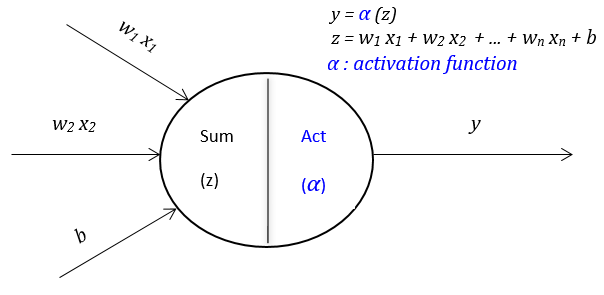 y = α (z)
z = w₁ x₁ + w₂ x₂ + ... + wₙ xₙ + b
α : activation function
w₁ x₁
w₂ x₂
b
Sum
(z)
Act
(α)
y